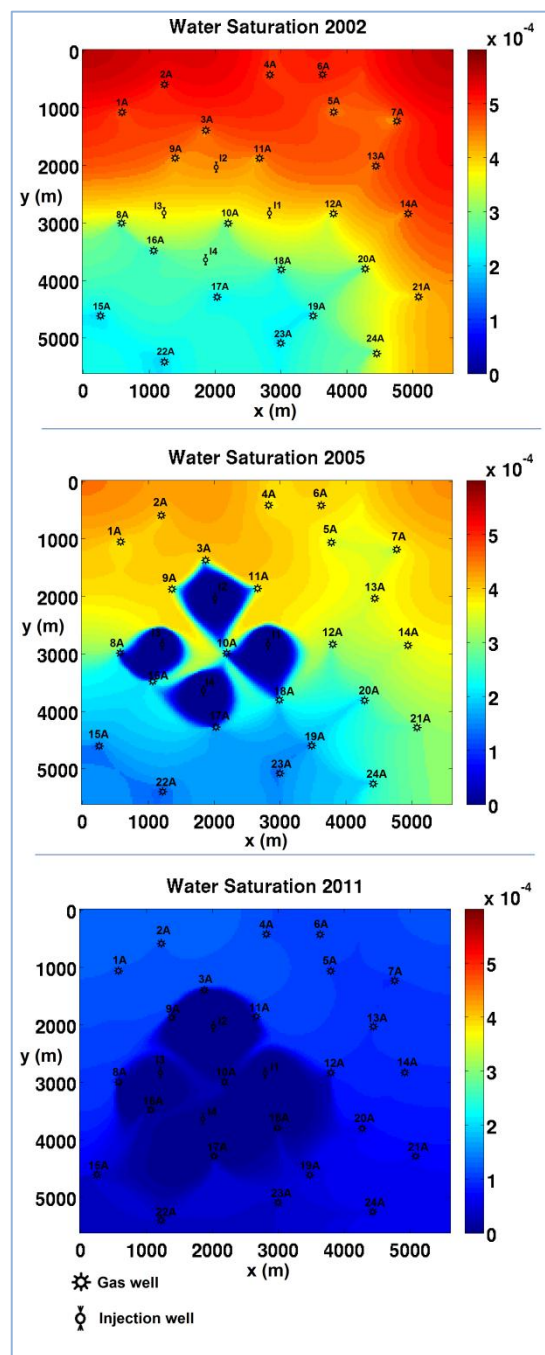 Water Saturation 2002
x 10⁻⁴
0
1000
2000
3000
4000
5000
y (m)
4A 6A
2A
1A 5A
3A 7A
9A I2 11A 13A
I3 I1 12A 14A
8A 10A
16A I4
18A 20A
17A 21A
15A 19A
23A 24A
22A
5
4
3
2
1
0
0 1000 2000 3000 4000 5000
x (m)
Water Saturation 2005
x 10⁻⁴
0
1000
2000
3000
4000
5000
y (m)
4A 6A
2A
1A 5A
3A 7A
9A I2 11A 13A
8A I3 10A I1 12A 14A
16A I4
18A 20A
17A 21A
15A 19A
23A 24A
22A
5
4
3
2
1
0
0 1000 2000 3000 4000 5000
x (m)
Water Saturation 2011
x 10⁻⁴
0
1000
2000
3000
4000
5000
y (m)
4A 6A
2A
1A 5A
3A 7A
9A I2 11A 13A
8A I3 10A I1 12A 14A
16A I4
18A 20A
17A 21A
15A 19A
23A 24A
22A
5
4
3
2
1
0
0 1000 2000 3000 4000 5000
x (m)
Gas well
Injection well